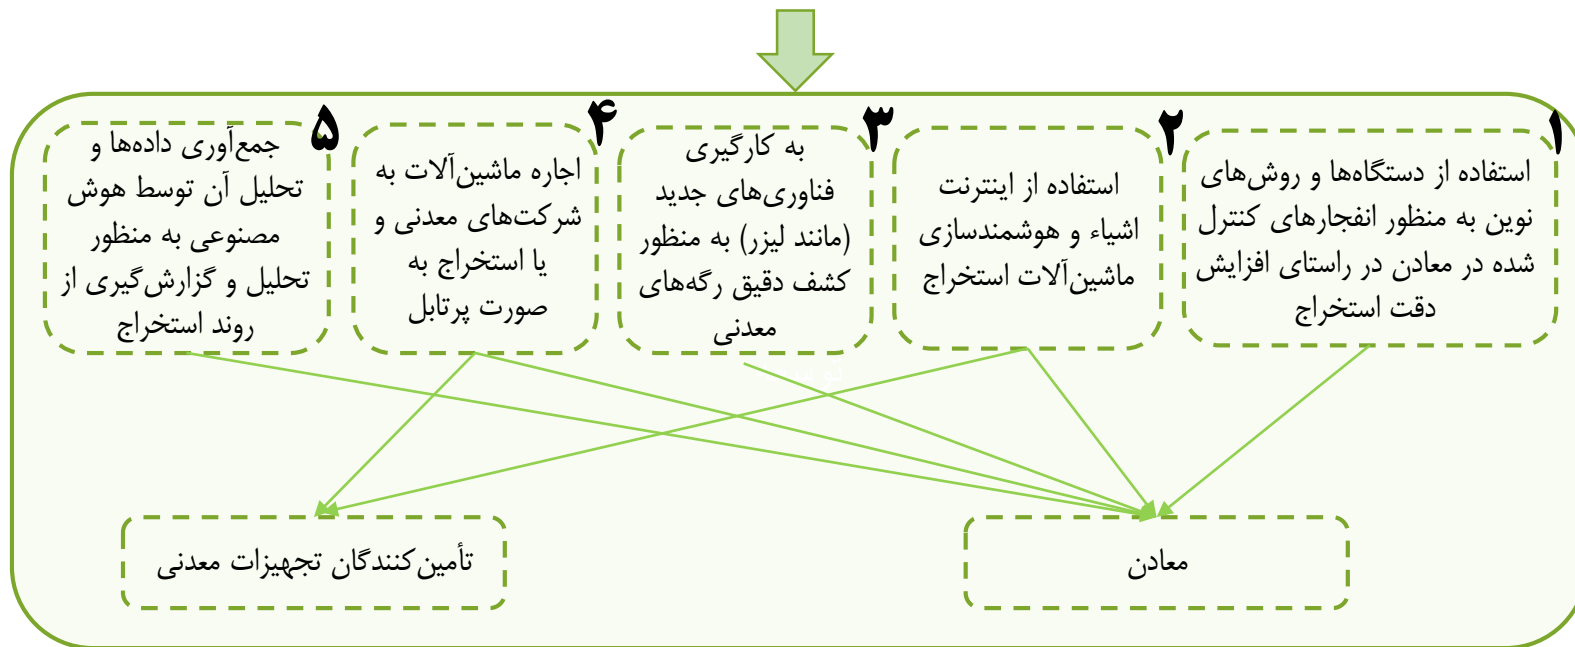 ۱
استفاده از دستگاه‌ها و روش‌های
نوین به منظور انفجارهای کنترل
شده در معادن در راستای افزایش
دقت استخراج
۲
استفاده از اینترنت
اشیاء و هوشمندسازی
ماشین‌آلات استخراج
۳
به کارگیری
فناوری‌های جدید
(مانند لیزر) به منظور
کشف دقیق رگه‌های
معدنی
۴
اجاره ماشین‌آلات به
شرکت‌های معدنی و
یا استخراج به
صورت پرتابل
۵
جمع‌آوری داده‌ها و
تحلیل آن توسط هوش
مصنوعی به منظور
تحلیل و گزارش‌گیری از
روند استخراج
معادن
تأمین‌کنندگان تجهیزات معدنی